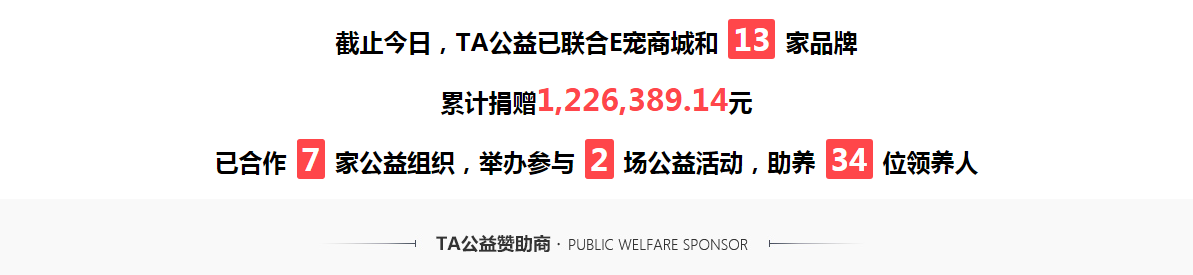 截止今日，TA公益已联合E宠商城和 13 家品牌
累计捐赠1,226,389.14元
已合作 7 家公益组织，举办参与 2 场公益活动，助养 34 位领养人
TA公益赞助商 · PUBLIC WELFARE SPONSOR